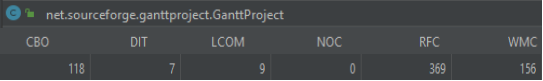 net.sourceforge.ganttproject.GanttProject
CBO DIT LCOM NOC RFC WMC
118 7 9 0 369 156